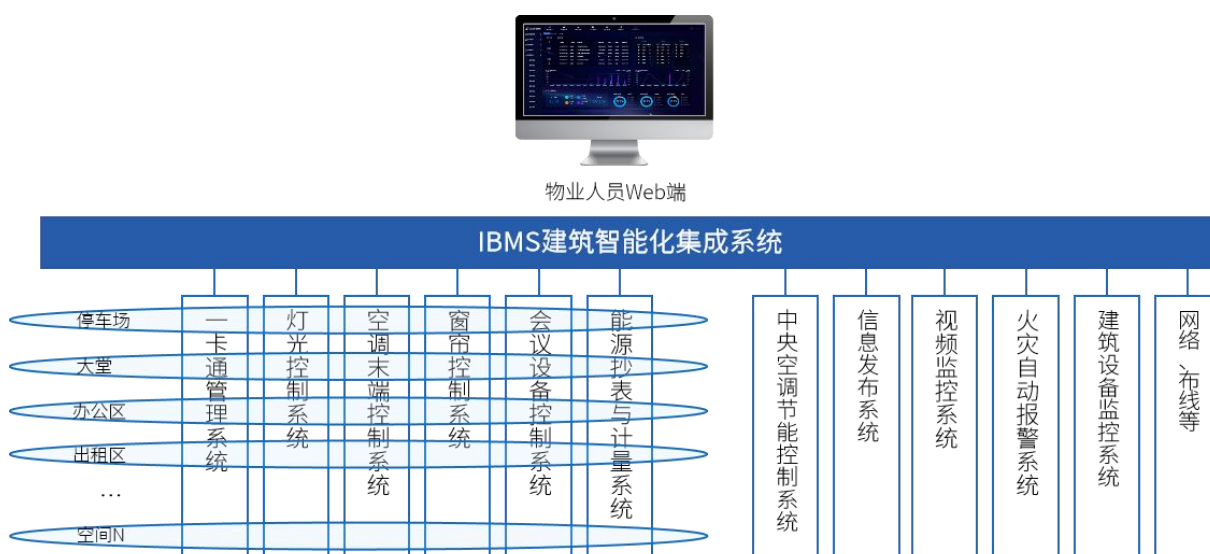 物业人员Web端
IBMS建筑智能化集成系统
停车场
大堂
办公区
出租区
...
空间N
一卡通管理系统
灯光控制系统
空调末端控制系统
窗帘控制系统
会议设备控制系统
能源抄表与计量系统
中央空调节能控制系统
信息发布系统
视频监控系统
火灾自动报警系统
建筑设备监控系统
网络、布线等